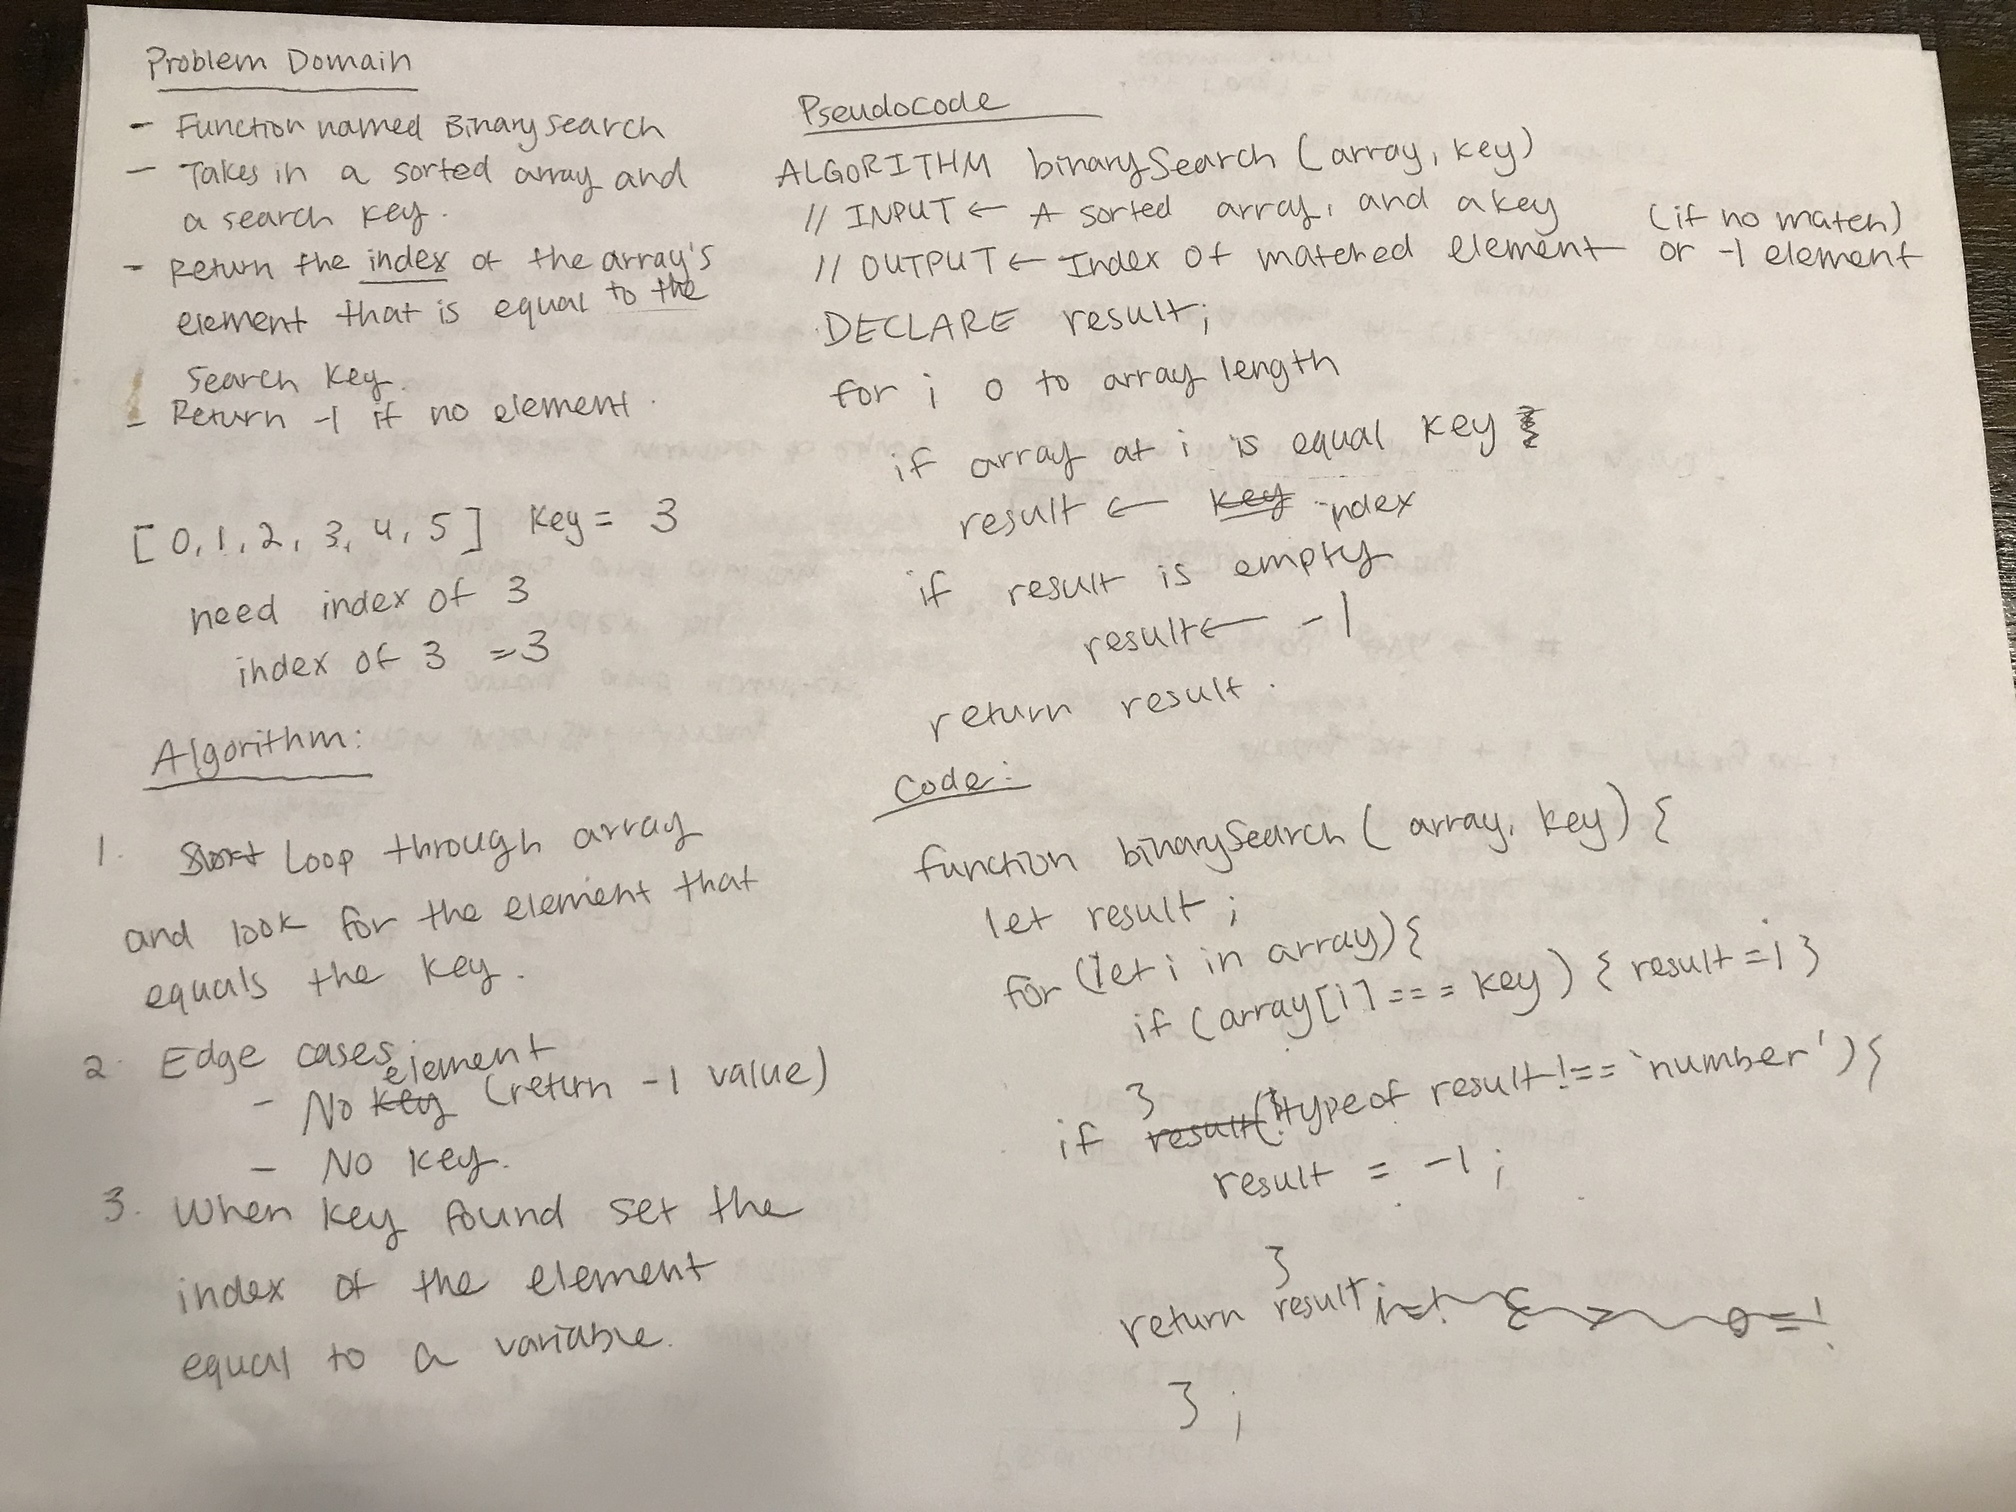 Problem Domain
- Function named BinarySearch
- Takes in a sorted array and
a search key.
- Return the index of the array's
element that is equal to the
search key.
- Return -1 if no element.
[0, 1, 2, 3, 4, 5] Key = 3
need index of 3
index of 3 = 3
Algorithm:
1. Loop through array
and look for the element that
equals the key.
2. Edge cases
- No key element (return -1 value)
- No key.
3. When key found set the
index of the element
equal to a variable.
Pseudocode
ALGORITHM binarySearch (array, key)
// INPUT ← A sorted array, and a key
// OUTPUT ← Index of matched element or -1 element (if no match)
DECLARE result;
for i 0 to array length
if array at i is equal key
result ← key index
if result is empty
result ← -1
return result.
Code:
function binarySearch ( array, key) {
let result ;
for (let i in array) {
if (array[i] === key) { result = i }
}
if result (typeof result !== 'number') {
result = -1 ;
}
return result
} ;